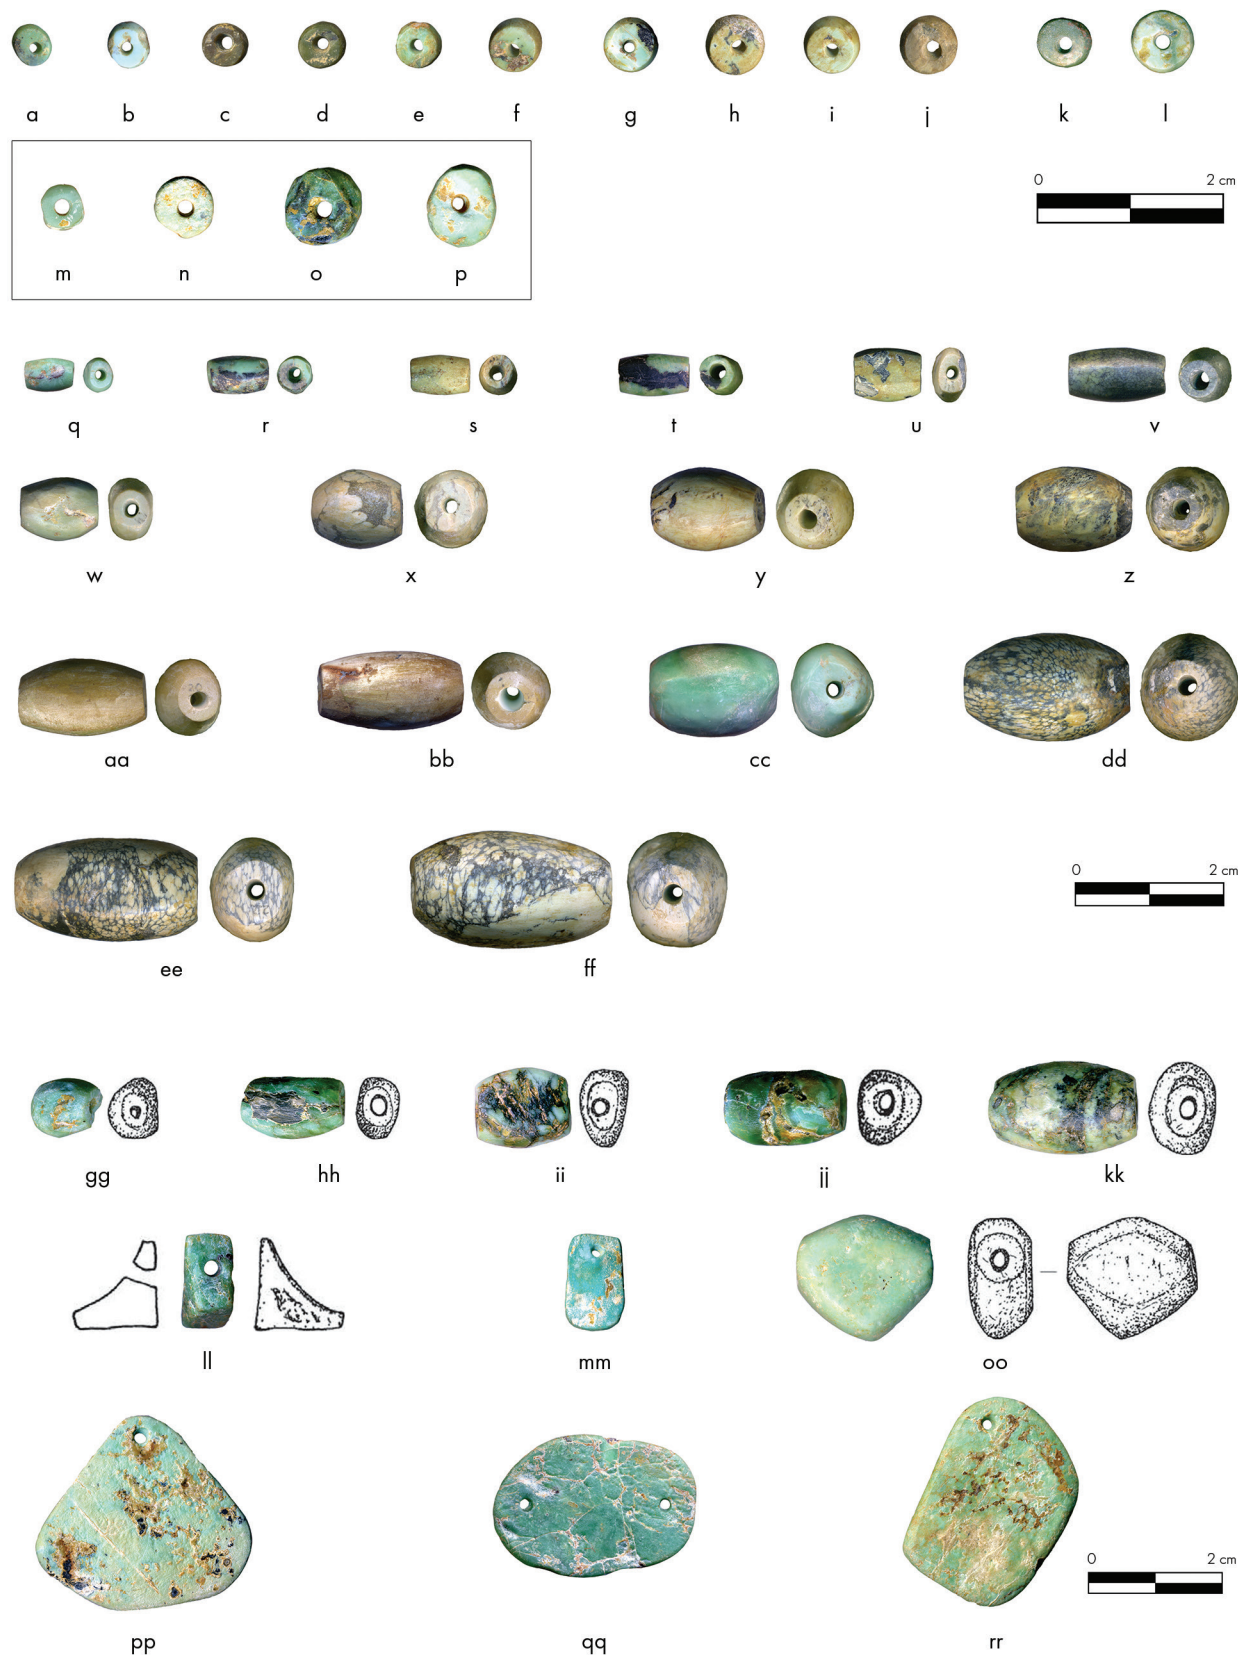 a b c d e f g h i j k l
0 2 cm
m n o p
q r s t u v
w x y z
aa bb cc dd
0 2 cm
ee ff
gg hh ii jj kk
ll mm oo
0 2 cm
pp qq rr